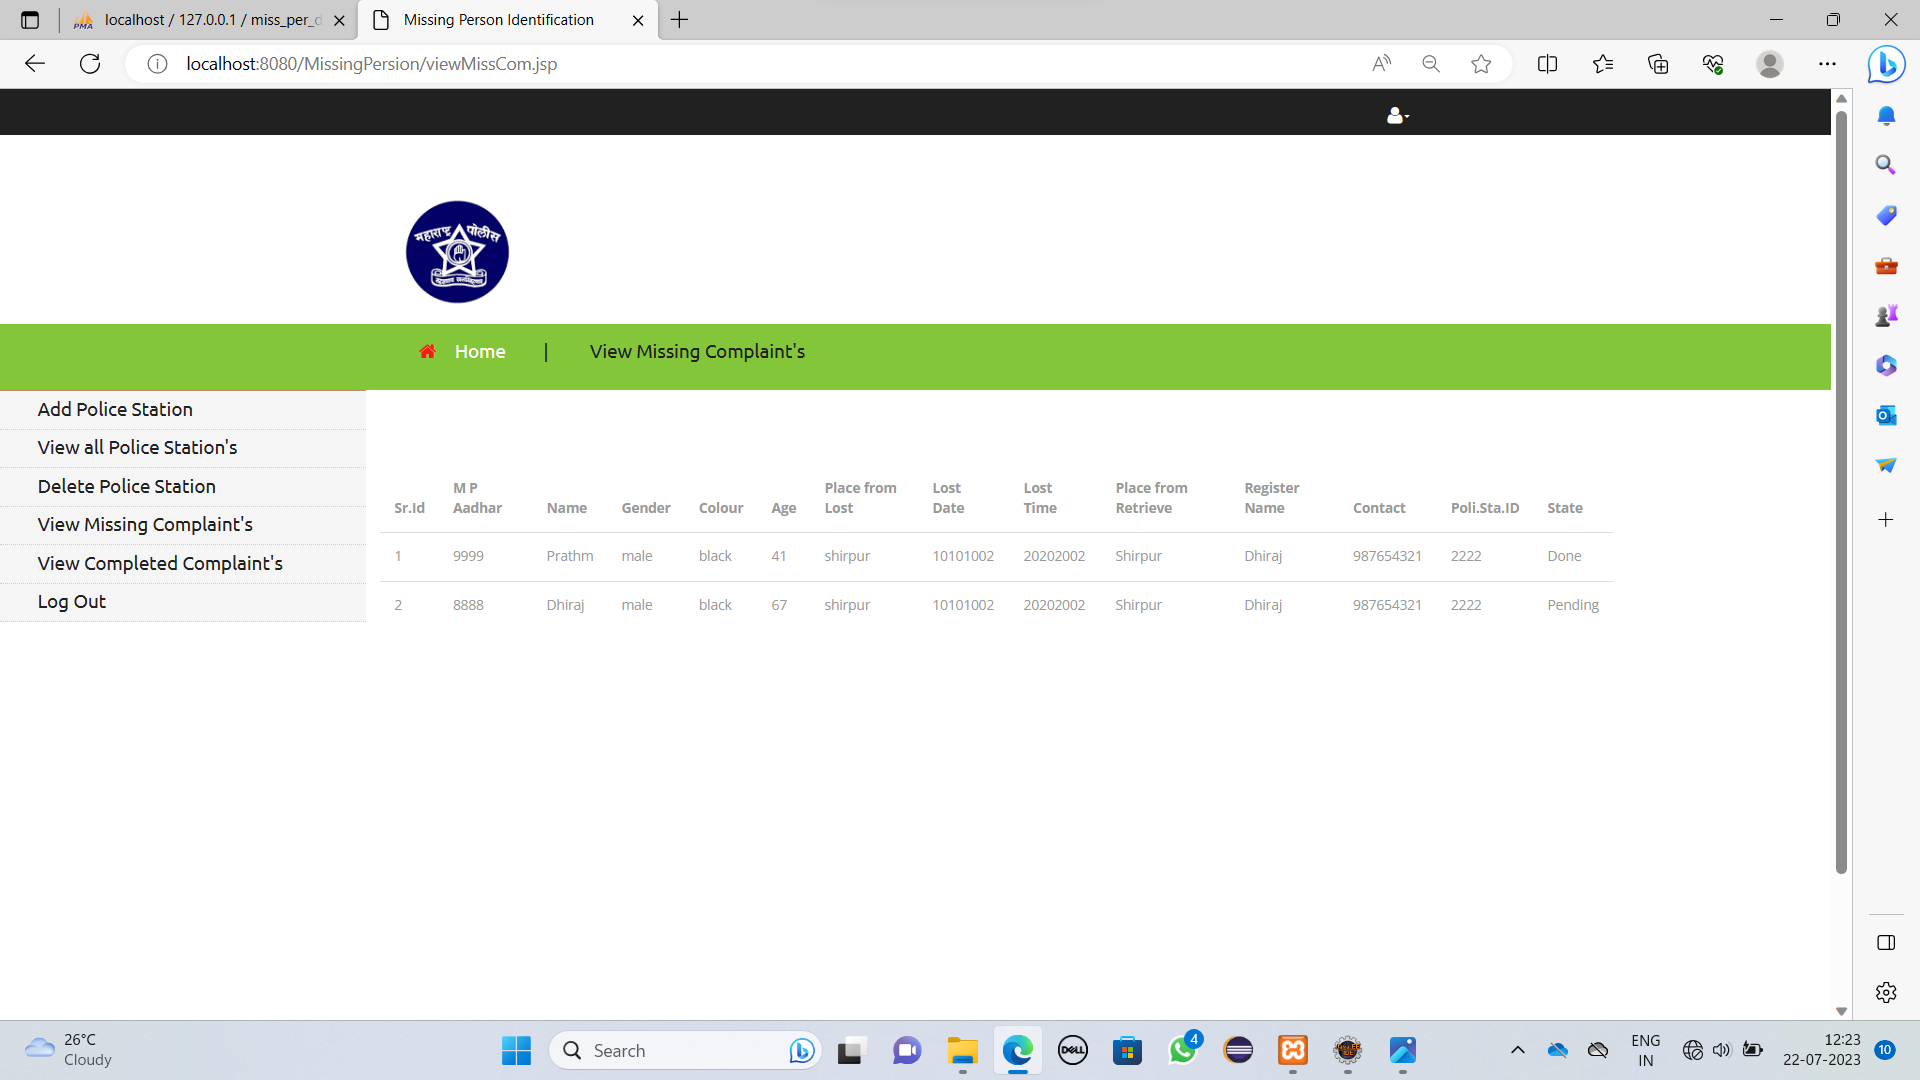 localhost / 127.0.0.1 / miss_per_d
Missing Person Identification
localhost:8080/MissingPersion/viewMissCom.jsp
महाराष्ट्र पोलीस
Home | View Missing Complaint's
Add Police Station
View all Police Station's
Delete Police Station
View Missing Complaint's
View Completed Complaint's
Log Out
Sr.Id M P Aadhar Name Gender Colour Age Place from Lost Lost Date Lost Time Place from Retrieve Register Name Contact Poli.Sta.ID State
1 9999 Prathm male black 41 shirpur 10101002 20202002 Shirpur Dhiraj 987654321 2222 Done
2 8888 Dhiraj male black 67 shirpur 10101002 20202002 Shirpur Dhiraj 987654321 2222 Pending
26°C
Cloudy
Search
DELL
4
ENG
IN
12:23
22-07-2023
10